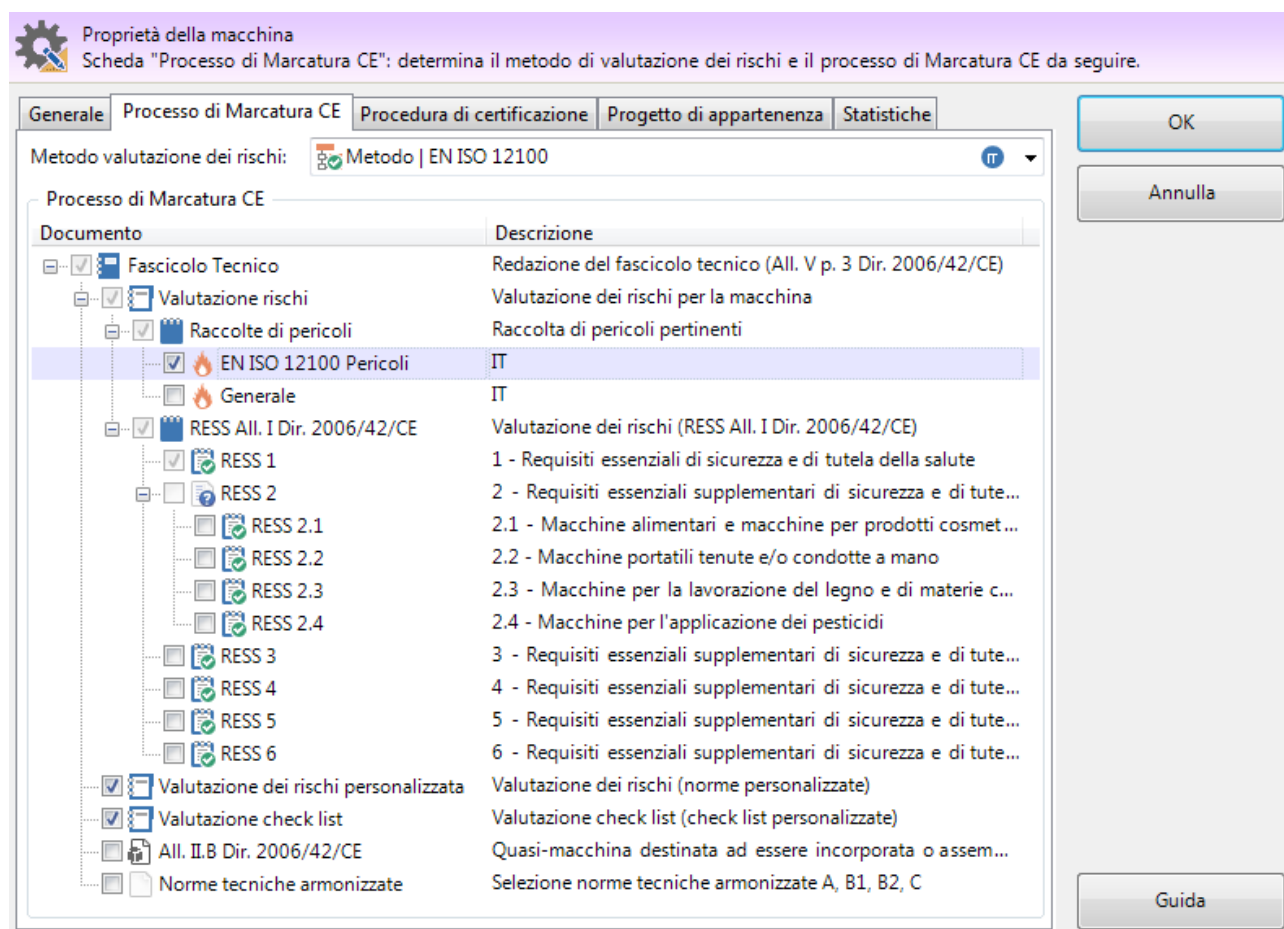 Proprietà della macchina
Scheda "Processo di Marcatura CE": determina il metodo di valutazione dei rischi e il processo di Marcatura CE da seguire.
Generale Processo di Marcatura CE Procedura di certificazione Progetto di appartenenza Statistiche
OK
Metodo valutazione dei rischi: Metodo | EN ISO 12100 IT
Annulla
Processo di Marcatura CE
Documento Descrizione
Fascicolo Tecnico Redazione del fascicolo tecnico (All. V p. 3 Dir. 2006/42/CE)
Valutazione rischi Valutazione dei rischi per la macchina
Raccolte di pericoli Raccolta di pericoli pertinenti
EN ISO 12100 Pericoli IT
Generale IT
RESS All. I Dir. 2006/42/CE Valutazione dei rischi (RESS All. I Dir. 2006/42/CE)
RESS 1 1 - Requisiti essenziali di sicurezza e di tutela della salute
RESS 2 2 - Requisiti essenziali supplementari di sicurezza e di tute...
RESS 2.1 2.1 - Macchine alimentari e macchine per prodotti cosmet...
RESS 2.2 2.2 - Macchine portatili tenute e/o condotte a mano
RESS 2.3 2.3 - Macchine per la lavorazione del legno e di materie c...
RESS 2.4 2.4 - Macchine per l'applicazione dei pesticidi
RESS 3 3 - Requisiti essenziali supplementari di sicurezza e di tute...
RESS 4 4 - Requisiti essenziali supplementari di sicurezza e di tute...
RESS 5 5 - Requisiti essenziali supplementari di sicurezza e di tute...
RESS 6 6 - Requisiti essenziali supplementari di sicurezza e di tute...
Valutazione dei rischi personalizzata Valutazione dei rischi (norme personalizzate)
Valutazione check list Valutazione check list (check list personalizzate)
All. II.B Dir. 2006/42/CE Quasi-macchina destinata ad essere incorporata o assem...
Norme tecniche armonizzate Selezione norme tecniche armonizzate A, B1, B2, C
Guida